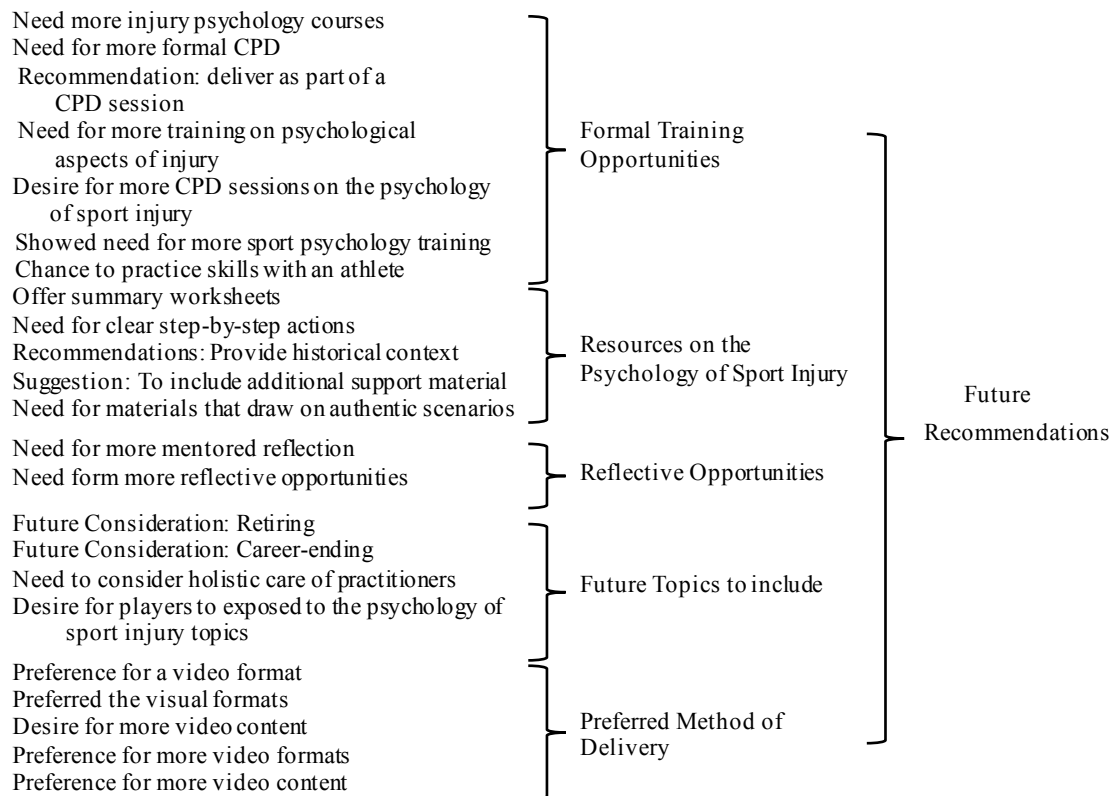 Need more injury psychology courses
Need for more formal CPD
Recommendation: deliver as part of a
CPD session
Need for more training on psychological
aspects of injury
Desire for more CPD sessions on the psychology
of sport injury
Showed need for more sport psychology training
Chance to practice skills with an athlete
Formal Training
Opportunities
Offer summary worksheets
Need for clear step-by-step actions
Recommendations: Provide historical context
Suggestion: To include additional support material
Need for materials that draw on authentic scenarios
Resources on the
Psychology of Sport Injury
Need for more mentored reflection
Need form more reflective opportunities
Reflective Opportunities
Future Consideration: Retiring
Future Consideration: Career-ending
Need to consider holistic care of practitioners
Desire for players to exposed to the psychology of
sport injury topics
Future Topics to include
Preference for a video format
Preferred the visual formats
Desire for more video content
Preference for more video formats
Preference for more video content
Preferred Method of
Delivery
Future
Recommendations